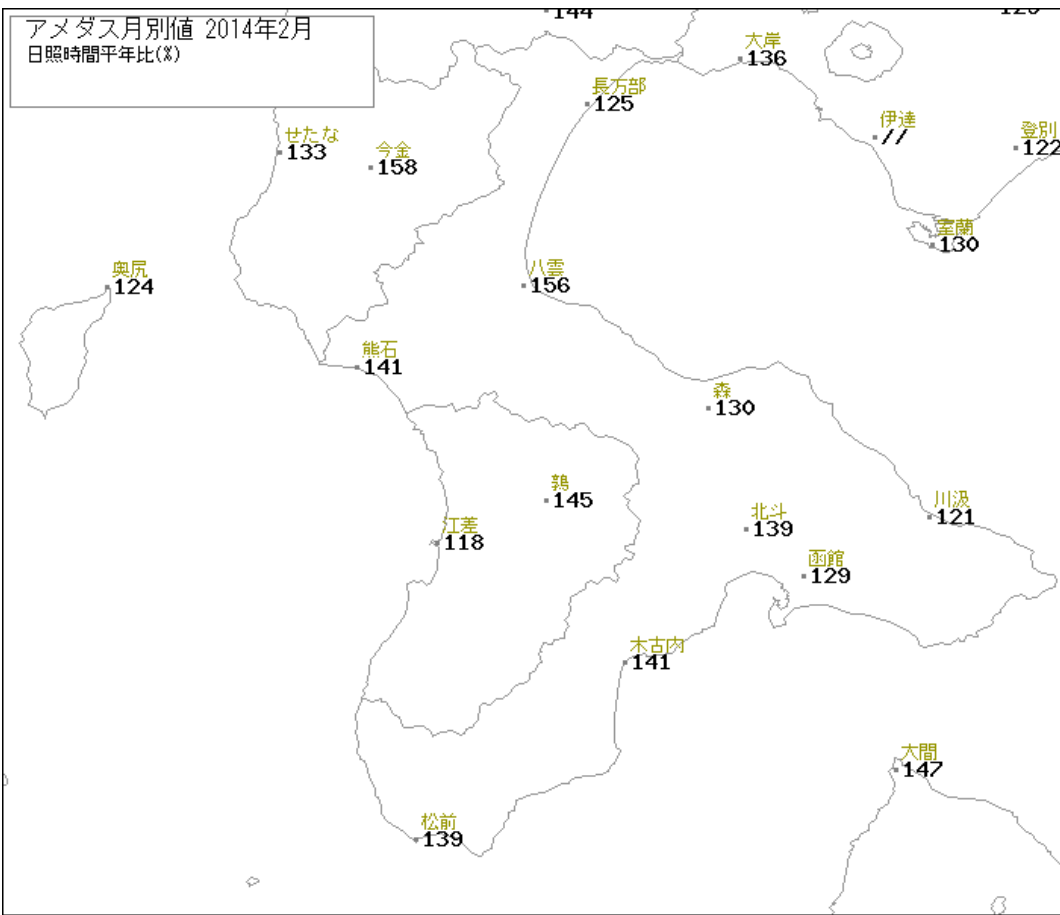 アメダス月別値 2014年2月
日照時間平年比(%)
144
大岸
136
長万部
125
伊達
//
登別
122
せたな
133
今金
158
室蘭
130
奥尻
124
八雲
156
熊石
141
森
130
鶉
145
川汲
121
江差
118
北斗
139
函館
129
木古内
141
大間
147
松前
139